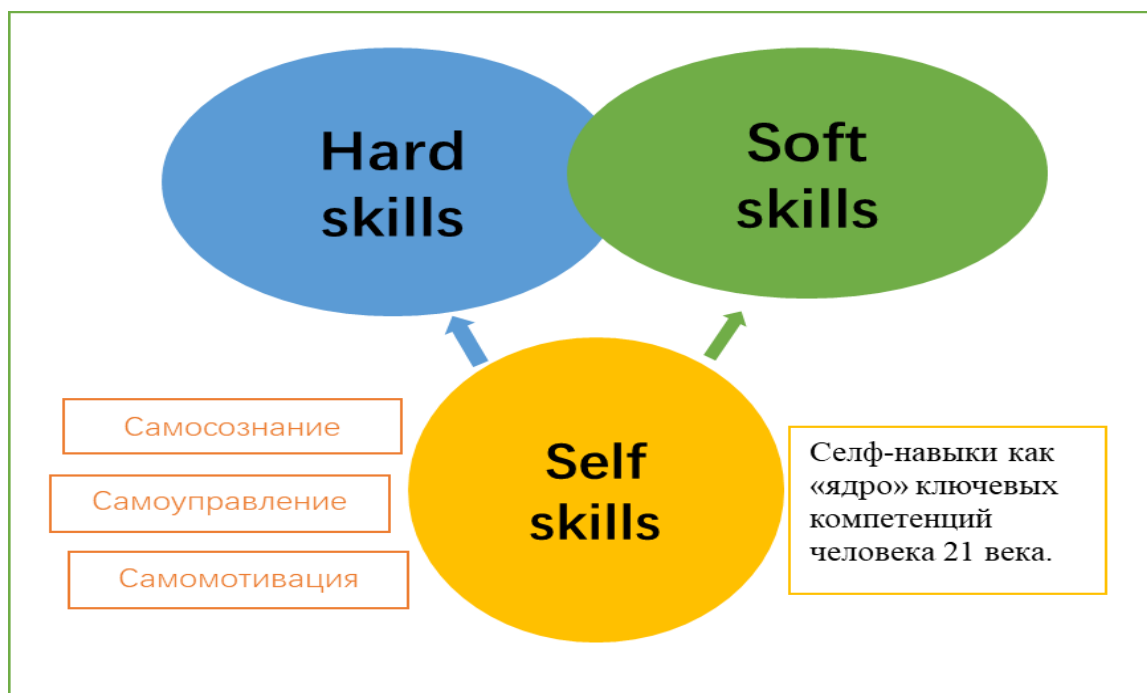 Hard
skills
Soft
skills
Самосознание
Самоуправление
Самомотивация
Self
skills
Селф-навыки как
«ядро» ключевых
компетенций
человека 21 века.